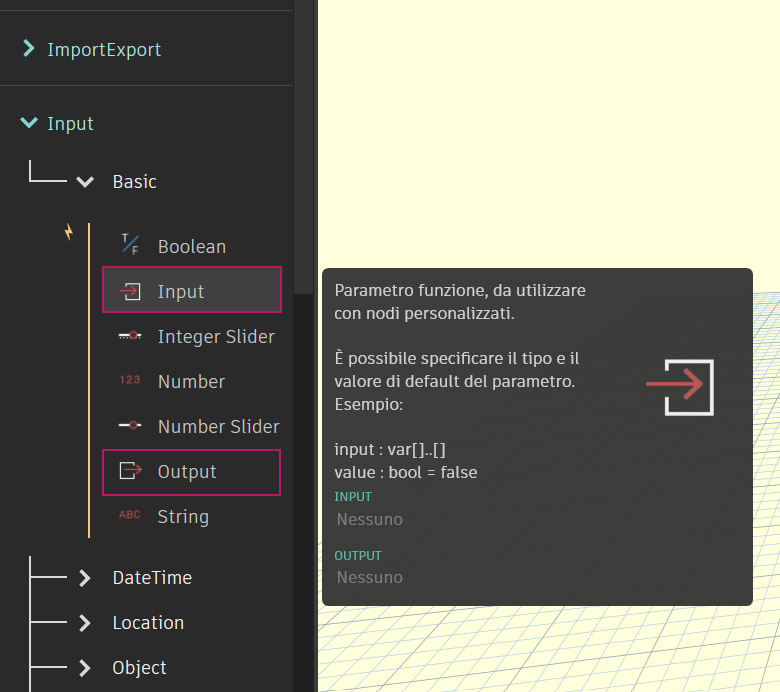 ImportExport
Input
Basic
T
F
Boolean
Input
Integer Slider
123
Number
Number Slider
Output
ABC
String
DateTime
Location
Object
Parametro funzione, da utilizzare
con nodi personalizzati.
È possibile specificare il tipo e il
valore di default del parametro.
Esempio:
input : var[]..[]
value : bool = false
INPUT
Nessuno
OUTPUT
Nessuno